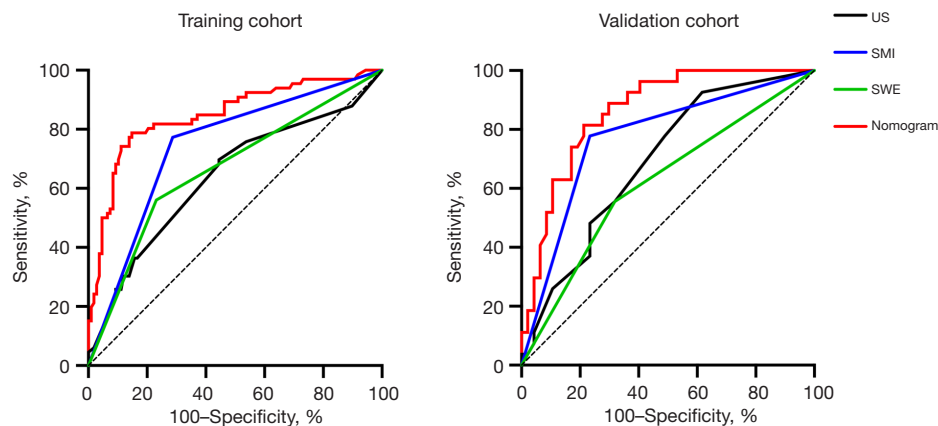 Training cohort
Sensitivity, %
100
80
60
40
20
0
0 20 40 60 80 100
100–Specificity, %
Validation cohort
Sensitivity, %
100
80
60
40
20
0
0 20 40 60 80 100
100–Specificity, %
US
SMI
SWE
Nomogram